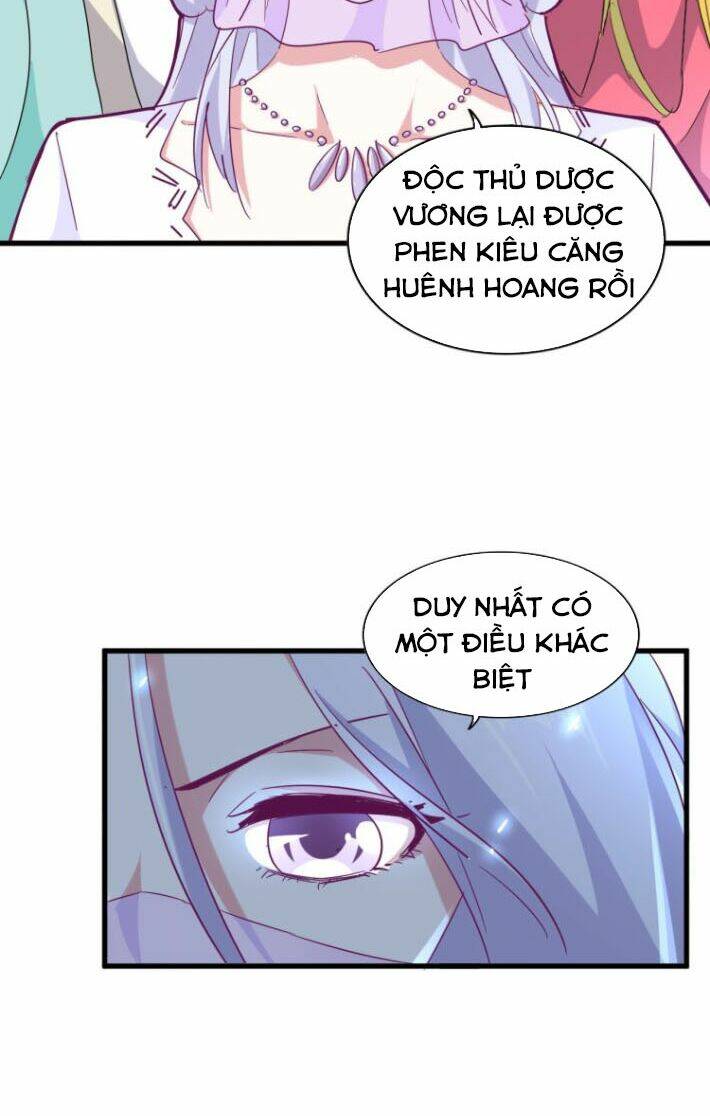 ĐỘC THỦ DƯỢC
VƯƠNG LẠI ĐƯỢC
PHEN KIÊU CĂNG
HUÊNH HOANG RỒI
DUY NHẤT CÓ
MỘT ĐIỀU KHÁC
BIỆT